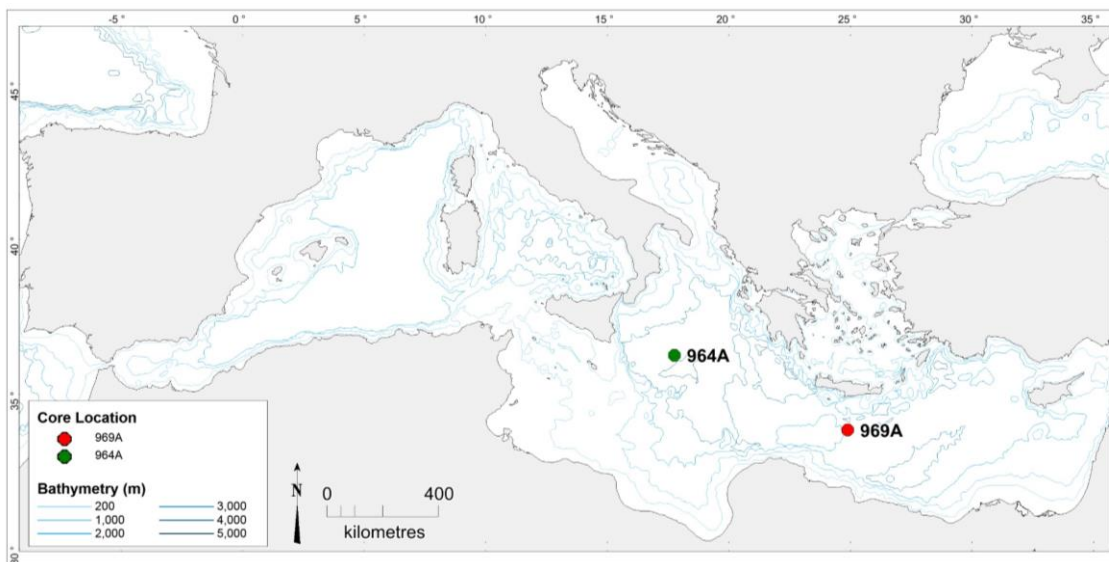 -5 ° 0 ° 5 ° 10 ° 15 ° 20 ° 25 ° 30 ° 35 °
45 °
40 °
964A
35 °
969A
Core Location
969A
964A
Bathymetry (m)
200 3,000
1,000 4,000
2,000 5,000
N
0 400
kilometres
30 °